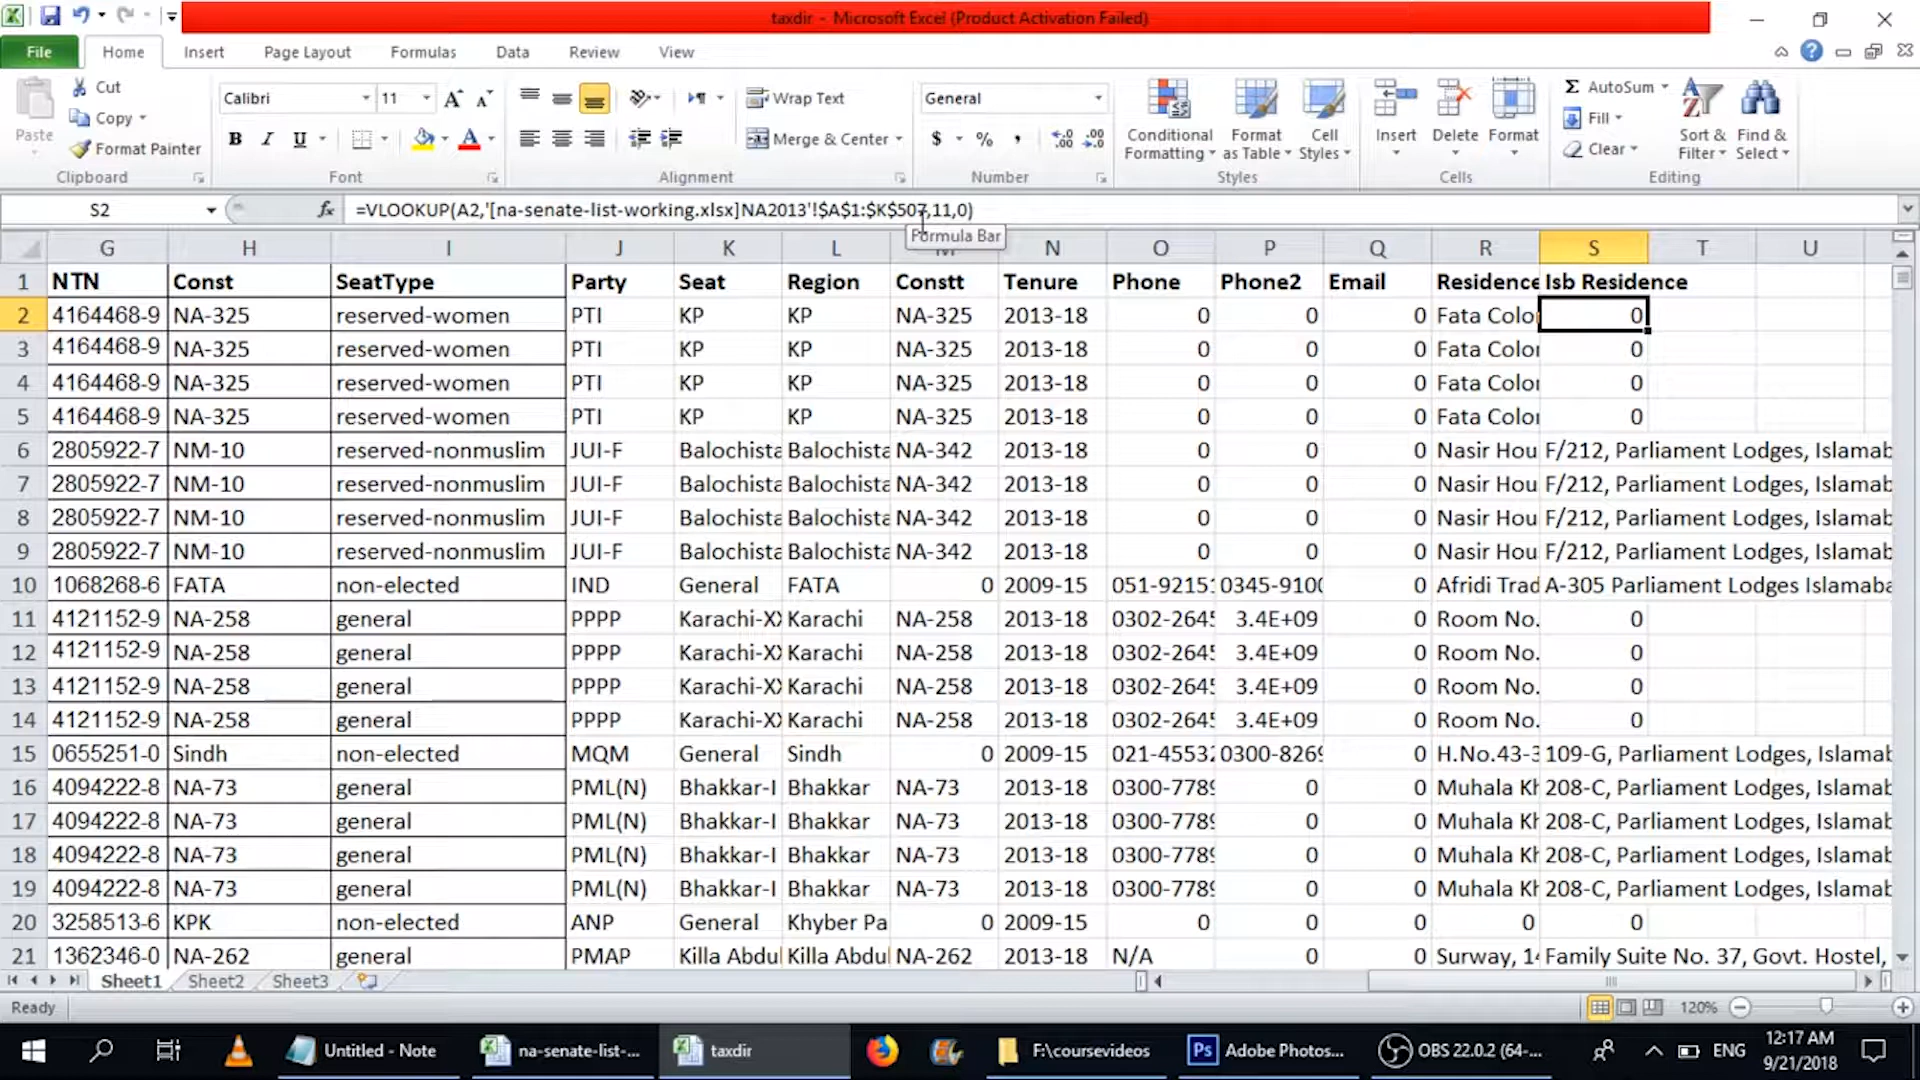 taxdir - Microsoft Excel (Product Activation Failed)
File Home Insert Page Layout Formulas Data Review View
Paste Cut Copy Format Painter Clipboard
Calibri 11 B I U Font
Wrap Text Merge & Center Alignment
General $ % , Number
Conditional Formatting Format as Table Cell Styles Styles
Insert Delete Format Cells
AutoSum Fill Clear Sort & Filter Find & Select Editing
S2 fx =VLOOKUP(A2,'[na-senate-list-working.xlsx]NA2013'!$A$1:$K$507,11,0)
Formula Bar
G H I J K L M N O P Q R S T U
1 NTN Const SeatType Party Seat Region Constt Tenure Phone Phone2 Email Residence Isb Residence
2 4164468-9 NA-325 reserved-women PTI KP KP NA-325 2013-18 0 0 0 Fata Color 0
3 4164468-9 NA-325 reserved-women PTI KP KP NA-325 2013-18 0 0 0 Fata Color 0
4 4164468-9 NA-325 reserved-women PTI KP KP NA-325 2013-18 0 0 0 Fata Color 0
5 4164468-9 NA-325 reserved-women PTI KP KP NA-325 2013-18 0 0 0 Fata Color 0
6 2805922-7 NM-10 reserved-nonmuslim JUI-F Balochista Balochista NA-342 2013-18 0 0 0 Nasir Hou F/212, Parliament Lodges, Islamab
7 2805922-7 NM-10 reserved-nonmuslim JUI-F Balochista Balochista NA-342 2013-18 0 0 0 Nasir Hou F/212, Parliament Lodges, Islamab
8 2805922-7 NM-10 reserved-nonmuslim JUI-F Balochista Balochista NA-342 2013-18 0 0 0 Nasir Hou F/212, Parliament Lodges, Islamab
9 2805922-7 NM-10 reserved-nonmuslim JUI-F Balochista Balochista NA-342 2013-18 0 0 0 Nasir Hou F/212, Parliament Lodges, Islamab
10 1068268-6 FATA non-elected IND General FATA 0 2009-15 051-9215 0345-910 0 Afridi Trad A-305 Parliament Lodges Islamaba
11 4121152-9 NA-258 general PPPP Karachi-XX Karachi NA-258 2013-18 0302-2645 3.4E+09 0 Room No. 0
12 4121152-9 NA-258 general PPPP Karachi-XX Karachi NA-258 2013-18 0302-2645 3.4E+09 0 Room No. 0
13 4121152-9 NA-258 general PPPP Karachi-XX Karachi NA-258 2013-18 0302-2645 3.4E+09 0 Room No. 0
14 4121152-9 NA-258 general PPPP Karachi-XX Karachi NA-258 2013-18 0302-2645 3.4E+09 0 Room No. 0
15 0655251-0 Sindh non-elected MQM General Sindh 0 2009-15 021-4553 0300-8269 0 H.No.43-3 109-G, Parliament Lodges, Islamab
16 4094222-8 NA-73 general PML(N) Bhakkar-I Bhakkar NA-73 2013-18 0300-7789 0 0 Muhala Kh 208-C, Parliament Lodges, Islamab
17 4094222-8 NA-73 general PML(N) Bhakkar-I Bhakkar NA-73 2013-18 0300-7789 0 0 Muhala Kh 208-C, Parliament Lodges, Islamab
18 4094222-8 NA-73 general PML(N) Bhakkar-I Bhakkar NA-73 2013-18 0300-7789 0 0 Muhala Kh 208-C, Parliament Lodges, Islamab
19 4094222-8 NA-73 general PML(N) Bhakkar-I Bhakkar NA-73 2013-18 0300-7789 0 0 Muhala Kh 208-C, Parliament Lodges, Islamab
20 3258513-6 KPK non-elected ANP General Khyber Pa 0 2009-15 0 0 0 0 0
21 1362346-0 NA-262 general PMAP Killa Abdul Killa Abdul NA-262 2013-18 N/A 0 0 Surway, 14 Family Suite No. 37, Govt. Hostel,
Sheet1 Sheet2 Sheet3
Ready 120%
Untitled - Note na-senate-list-... taxdir F:\coursevideos Ps Adobe Photos... OBS 22.0.2 (64-... ENG 12:17 AM
9/21/2018